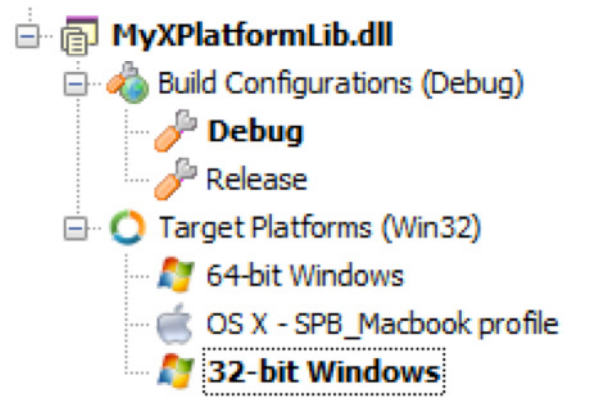 MyXPlatformLib.dll
Build Configurations (Debug)
Debug
Release
Target Platforms (Win32)
64-bit Windows
OS X - SPB_Macbook profile
32-bit Windows